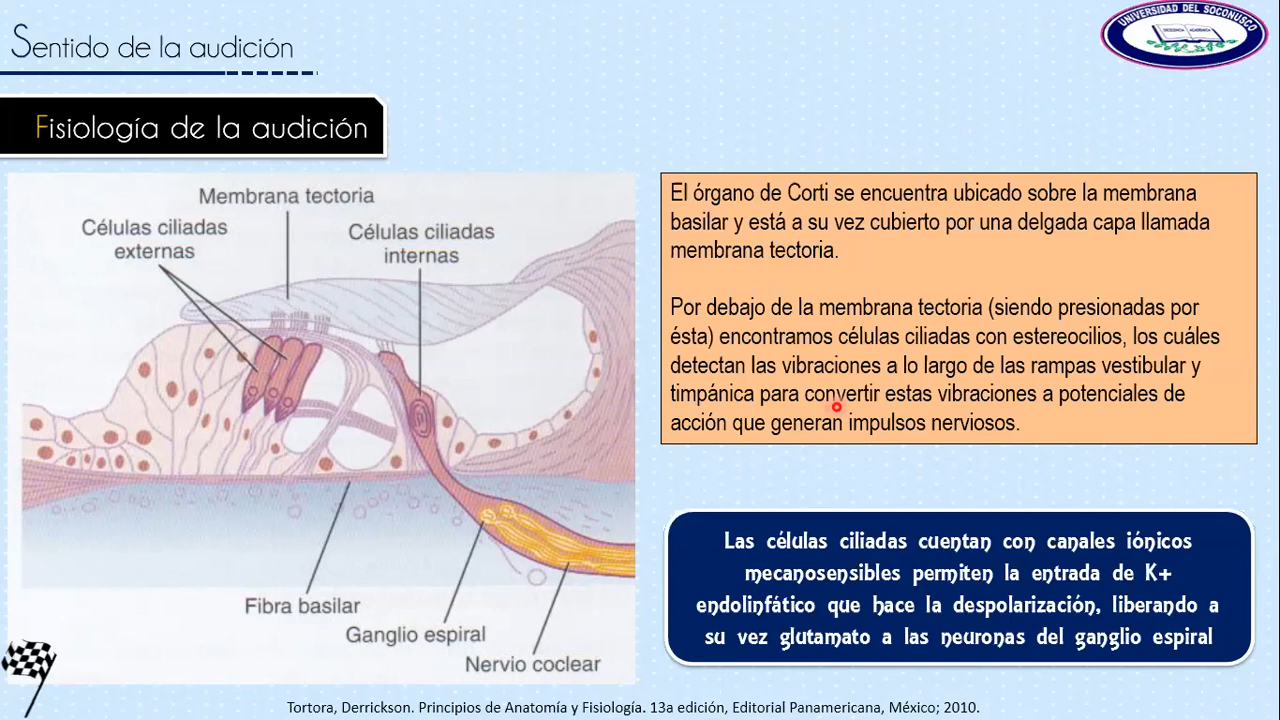 Sentido de la audición
UNIVERSIDAD DEL SOCONUSCO
Fisiología de la audición
Membrana tectoria
Células ciliadas
externas
Células ciliadas
internas
Fibra basilar
Ganglio espiral
Nervio coclear
El órgano de Corti se encuentra ubicado sobre la membrana
basilar y está a su vez cubierto por una delgada capa llamada
membrana tectoria.
Por debajo de la membrana tectoria (siendo presionadas por
ésta) encontramos células ciliadas con estereocilios, los cuáles
detectan las vibraciones a lo largo de las rampas vestibular y
timpánica para convertir estas vibraciones a potenciales de
acción que generan impulsos nerviosos.
Las células ciliadas cuentan con canales iónicos
mecanosensibles permiten la entrada de K+
endolinfático que hace la despolarización, liberando a
su vez glutamato a las neuronas del ganglio espiral
Tortora, Derrickson. Principios de Anatomía y Fisiología. 13a edición, Editorial Panamericana, México; 2010.